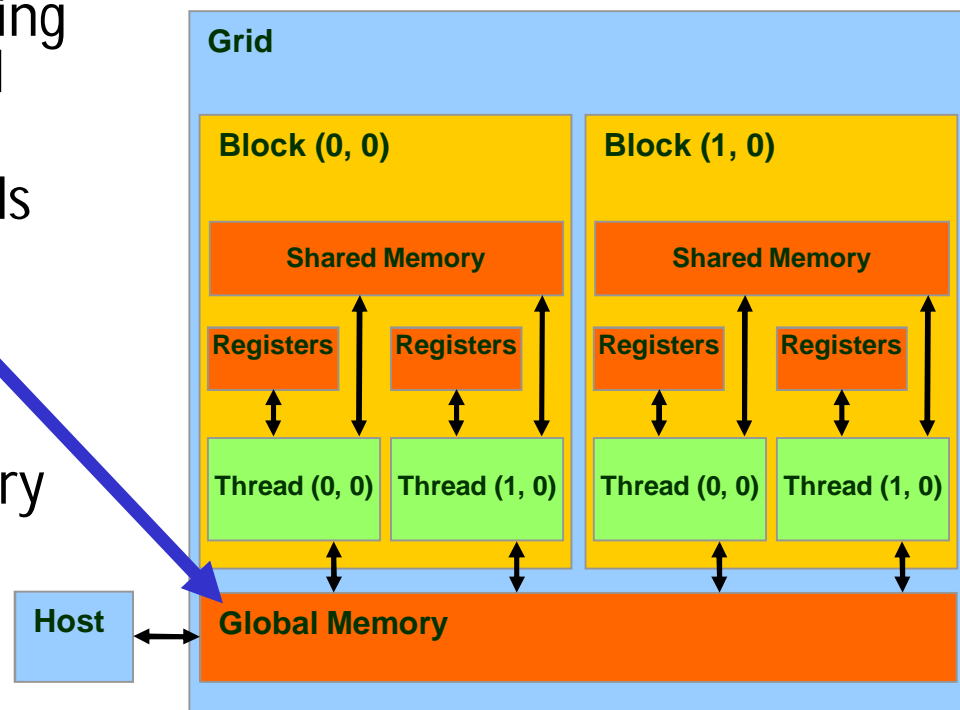 Grid
Block (0, 0)
Block (1, 0)
Shared Memory
Shared Memory
Registers
Registers
Registers
Registers
Thread (0, 0)
Thread (1, 0)
Thread (0, 0)
Thread (1, 0)
Host
Global Memory